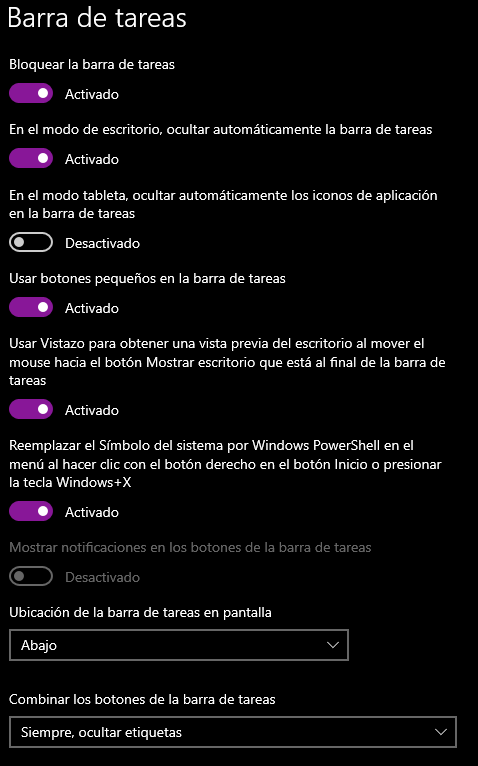 Barra de tareas
Bloquear la barra de tareas
Activado
En el modo de escritorio, ocultar automáticamente la barra de tareas
Activado
En el modo tableta, ocultar automáticamente los iconos de aplicación
en la barra de tareas
Desactivado
Usar botones pequeños en la barra de tareas
Activado
Usar Vistazo para obtener una vista previa del escritorio al mover el
mouse hacia el botón Mostrar escritorio que está al final de la barra de
tareas
Activado
Reemplazar el Símbolo del sistema por Windows PowerShell en el
menú al hacer clic con el botón derecho en el botón Inicio o presionar
la tecla Windows+X
Activado
Mostrar notificaciones en los botones de la barra de tareas
Desactivado
Ubicación de la barra de tareas en pantalla
Abajo
Combinar los botones de la barra de tareas
Siempre, ocultar etiquetas